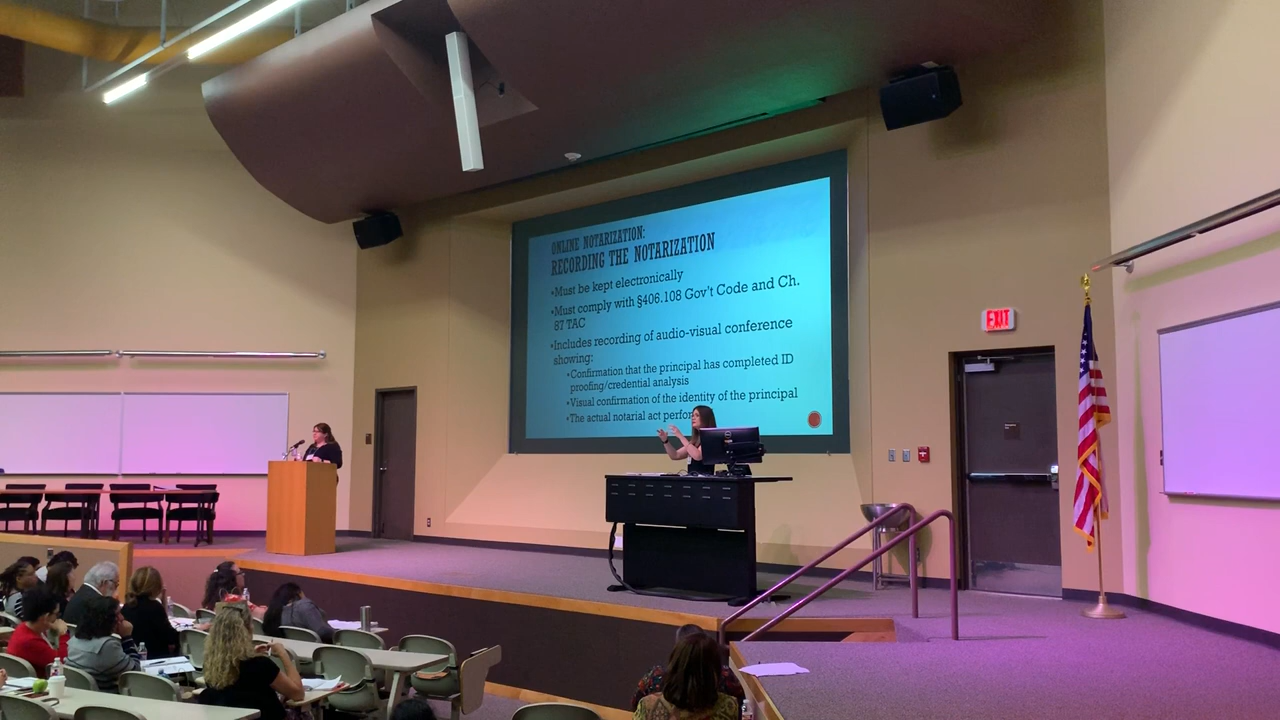 ONLINE NOTARIZATION:
RECORDING THE NOTARIZATION
•Must be kept electronically
•Must comply with §406.108 Gov't Code and Ch.
87 TAC
•Includes recording of audio-visual conference
showing:
•Confirmation that the principal has completed ID
proofing/credential analysis
•Visual confirmation of the identity of the principal
•The actual notarial act perfor
EXIT